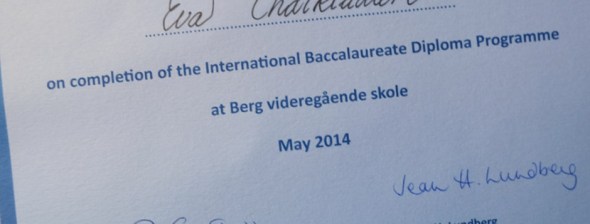 Eva
on completion of the International Baccalaureate Diploma Programme
at Berg videregående skole
May 2014
Jean H. Lundberg